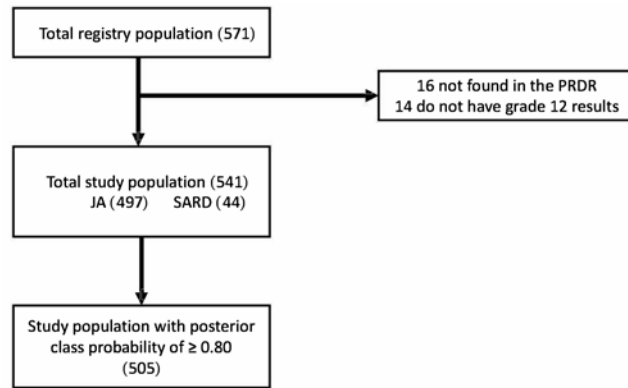 Total registry population (571)
16 not found in the PRDR
14 do not have grade 12 results
Total study population (541)
JA (497) SARD (44)
Study population with posterior
class probability of ≥ 0.80
(505)